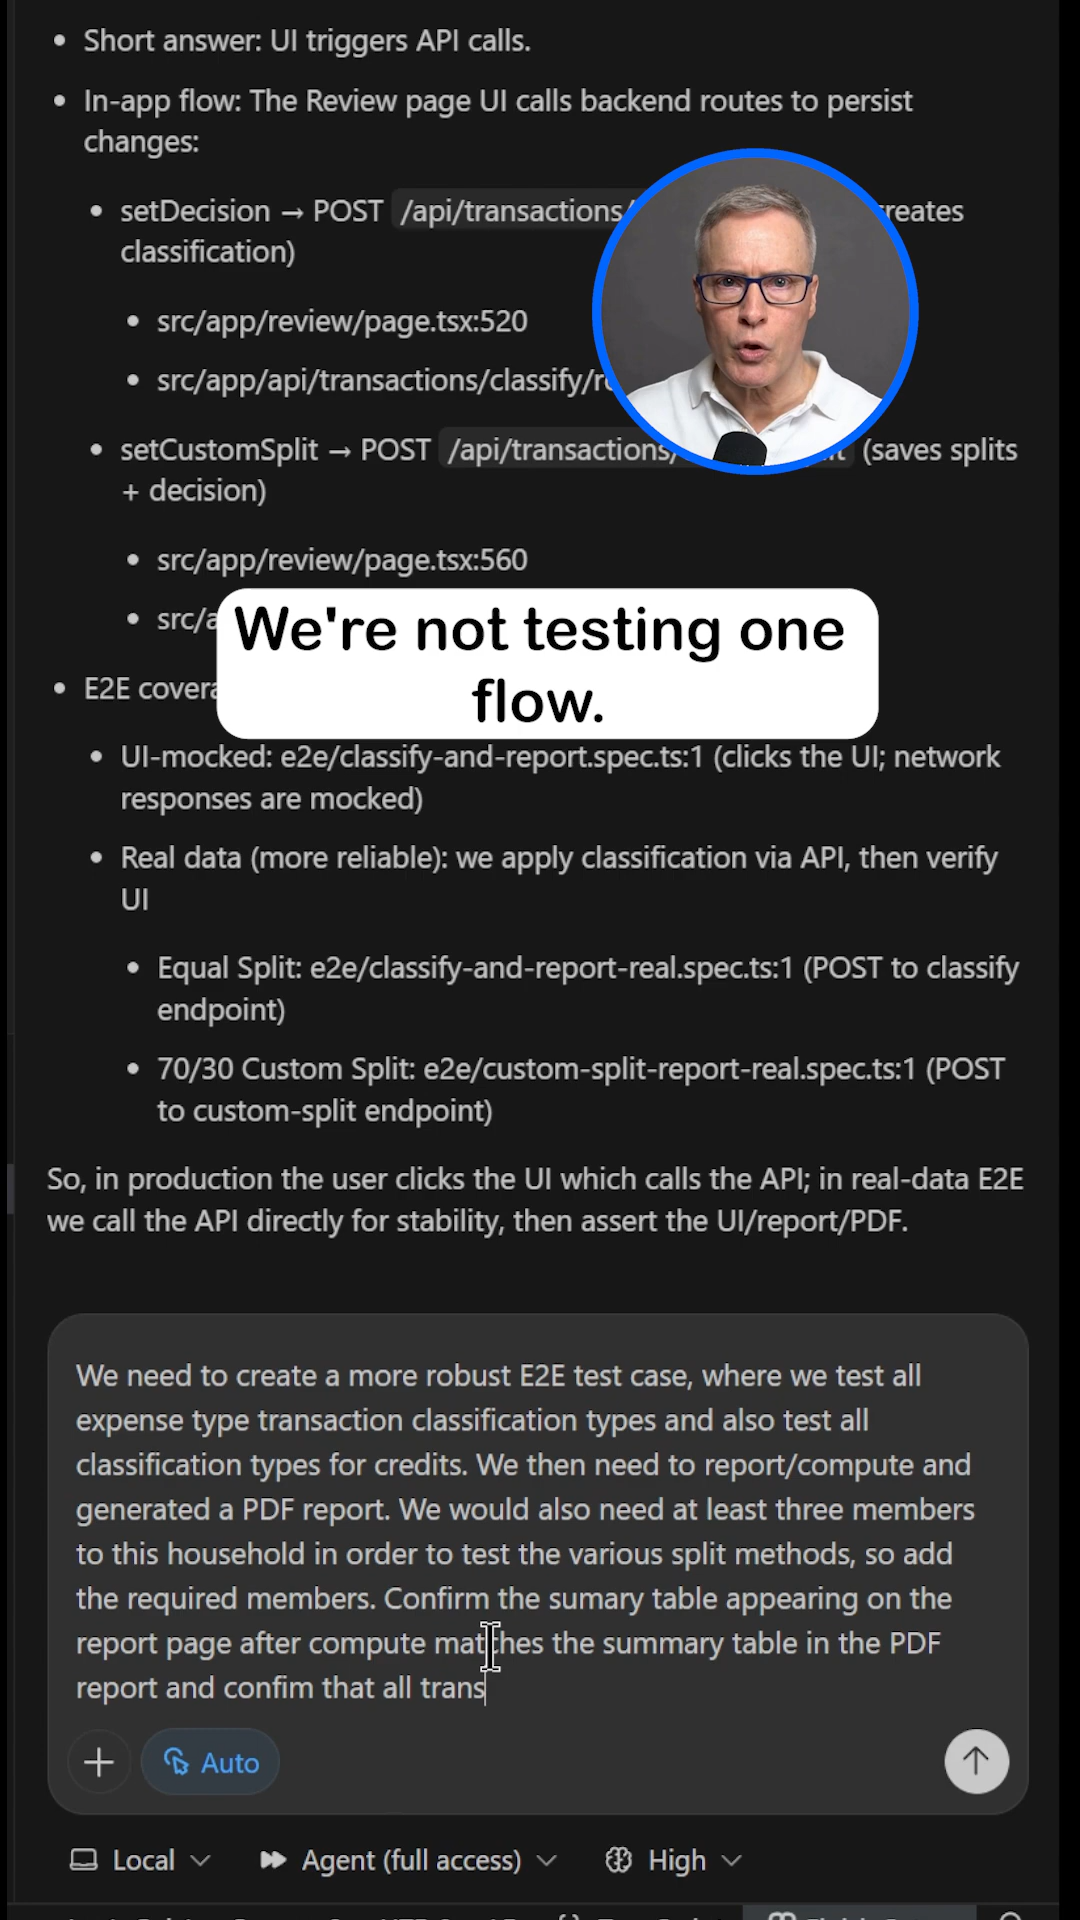 Short answer: UI triggers API calls.
In-app flow: The Review page UI calls backend routes to persist
changes:
setDecision → POST /api/transactions/ creates
classification)
src/app/review/page.tsx:520
src/app/api/transactions/classify/
setCustomSplit → POST /api/transactions/ (saves splits
+ decision)
src/app/review/page.tsx:560
We're not testing one
flow.
E2E
UI-mocked: e2e/classify-and-report.spec.ts:1 (clicks the UI; network
responses are mocked)
Real data (more reliable): we apply classification via API, then verify
UI
Equal Split: e2e/classify-and-report-real.spec.ts:1 (POST to classify
endpoint)
70/30 Custom Split: e2e/custom-split-report-real.spec.ts:1 (POST
to custom-split endpoint)
So, in production the user clicks the UI which calls the API; in real-data E2E
we call the API directly for stability, then assert the UI/report/PDF.
We need to create a more robust E2E test case, where we test all
expense type transaction classification types and also test all
classification types for credits. We then need to report/compute and
generated a PDF report. We would also need at least three members
to this household in order to test the various split methods, so add
the required members. Confirm the sumary table appearing on the
report page after compute matches the summary table in the PDF
report and confim that all trans
Auto
Local Agent (full access) High